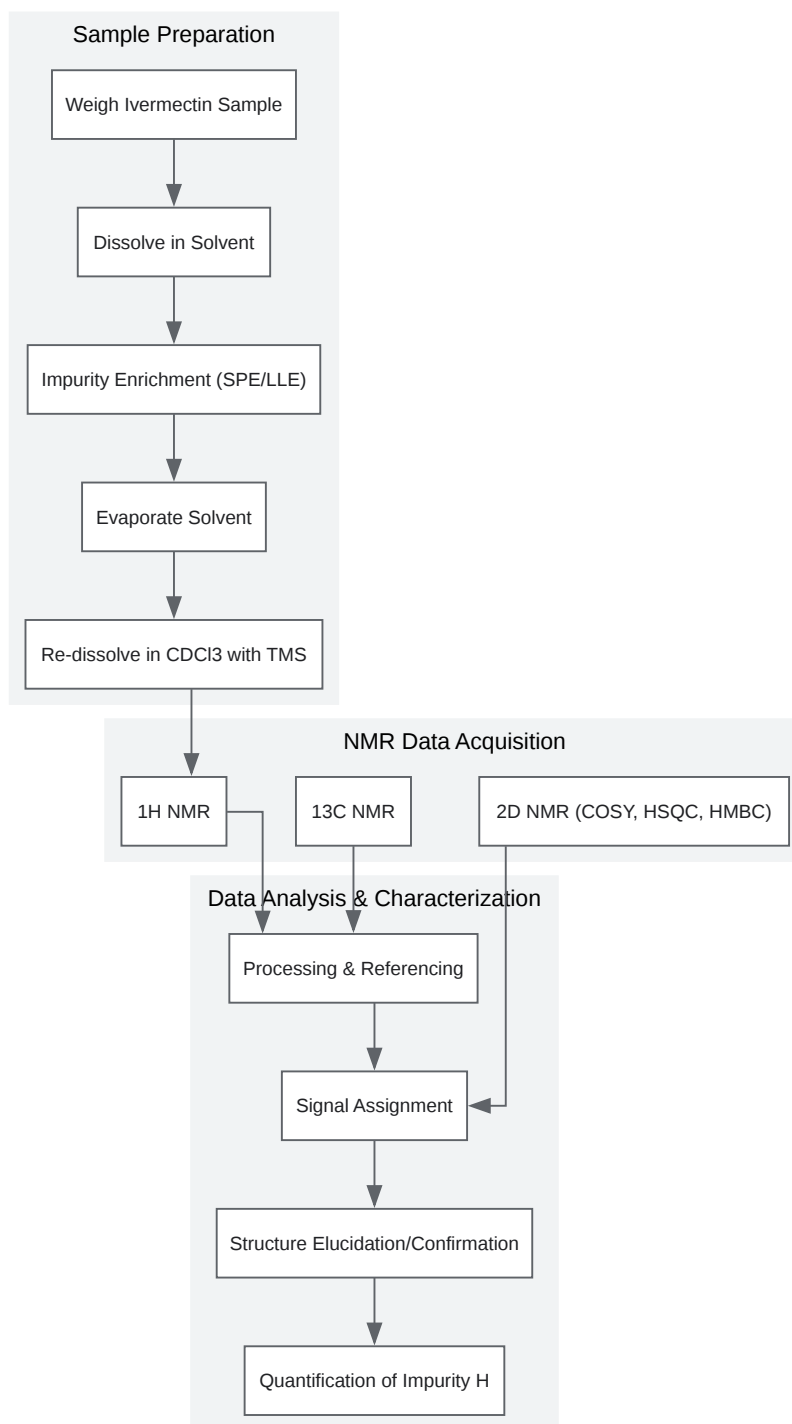 Sample Preparation
Weigh Ivermectin Sample
Dissolve in Solvent
Impurity Enrichment (SPE/LLE)
Evaporate Solvent
Re-dissolve in CDCl3 with TMS
NMR Data Acquisition
1H NMR
13C NMR
2D NMR (COSY, HSQC, HMBC)
Data Analysis & Characterization
Processing & Referencing
Signal Assignment
Structure Elucidation/Confirmation
Quantification of Impurity H